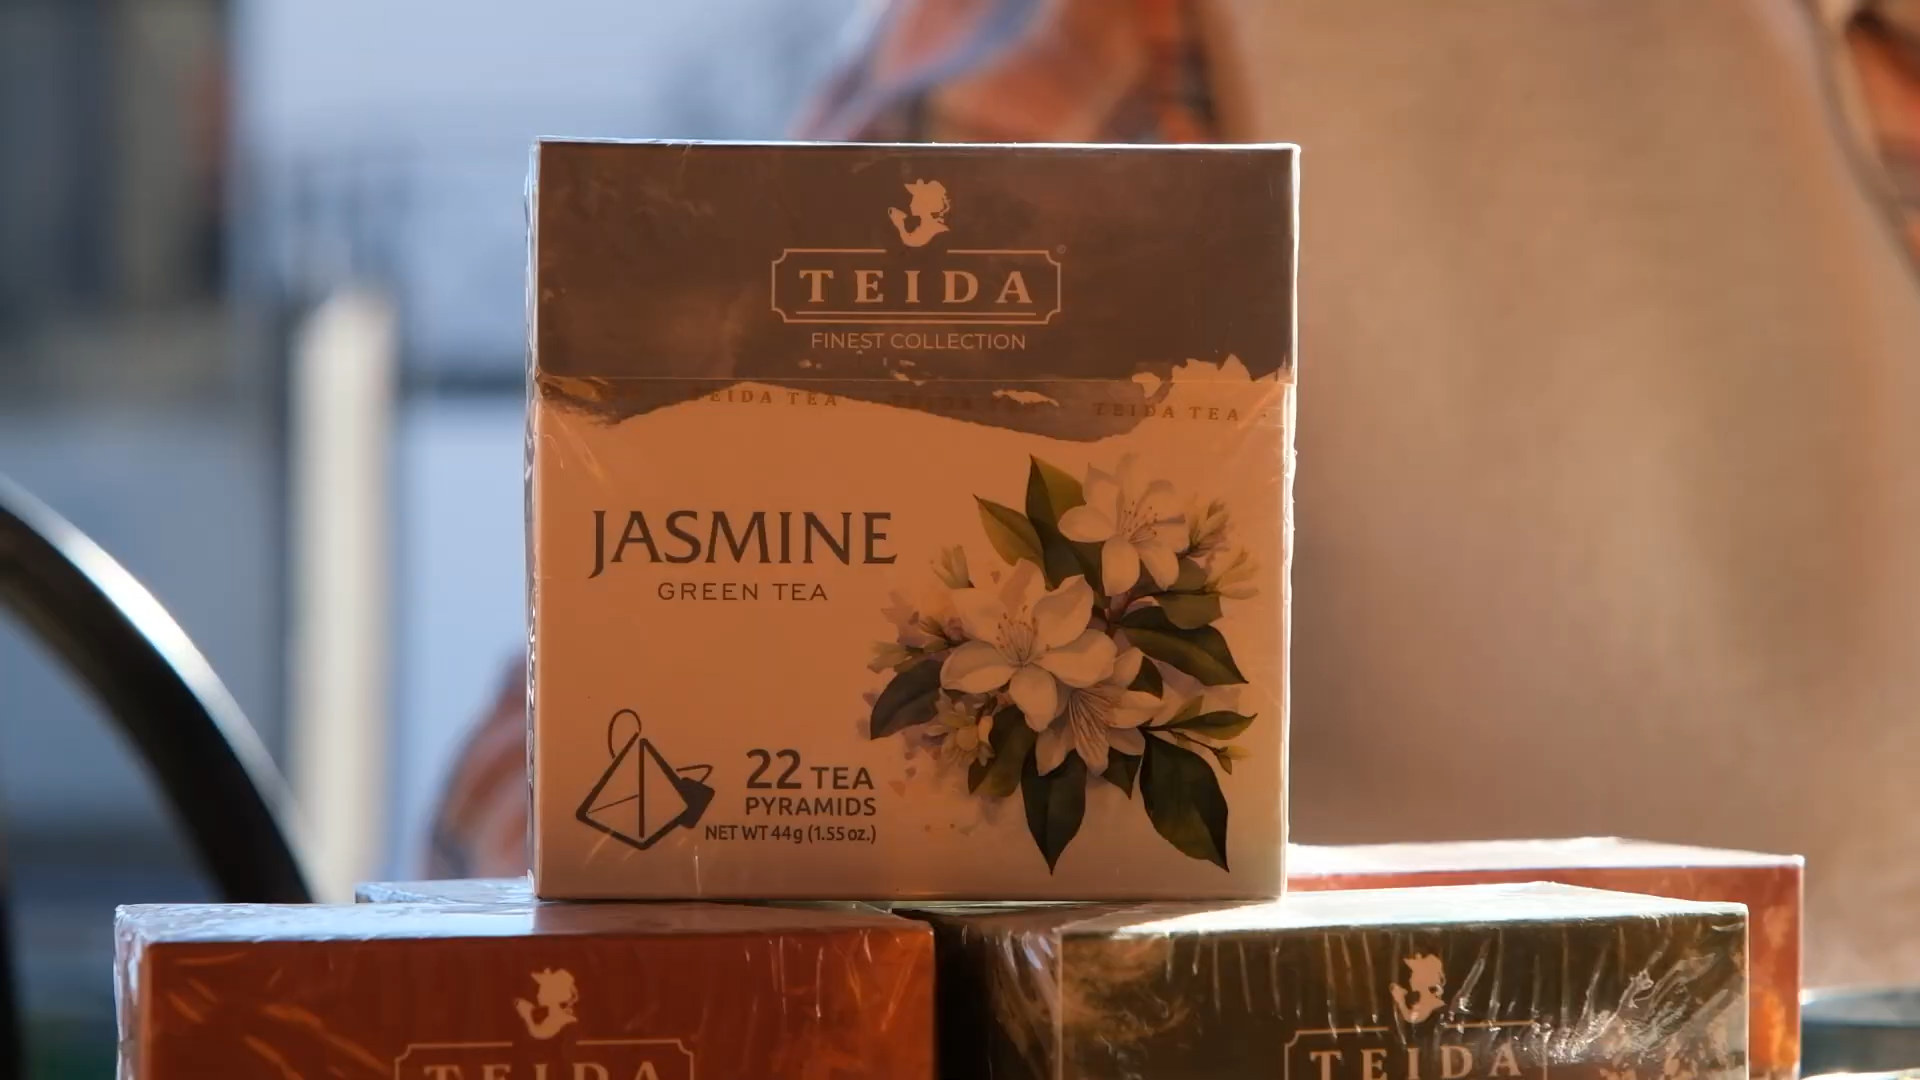 TEIDA
FINEST COLLECTION
EIDA TEA
TEIDA TEA
JASMINE
GREEN TEA
22 TEA
PYRAMIDS
NET WT 44g (1.55 oz.)
TEIDA
TEIDA